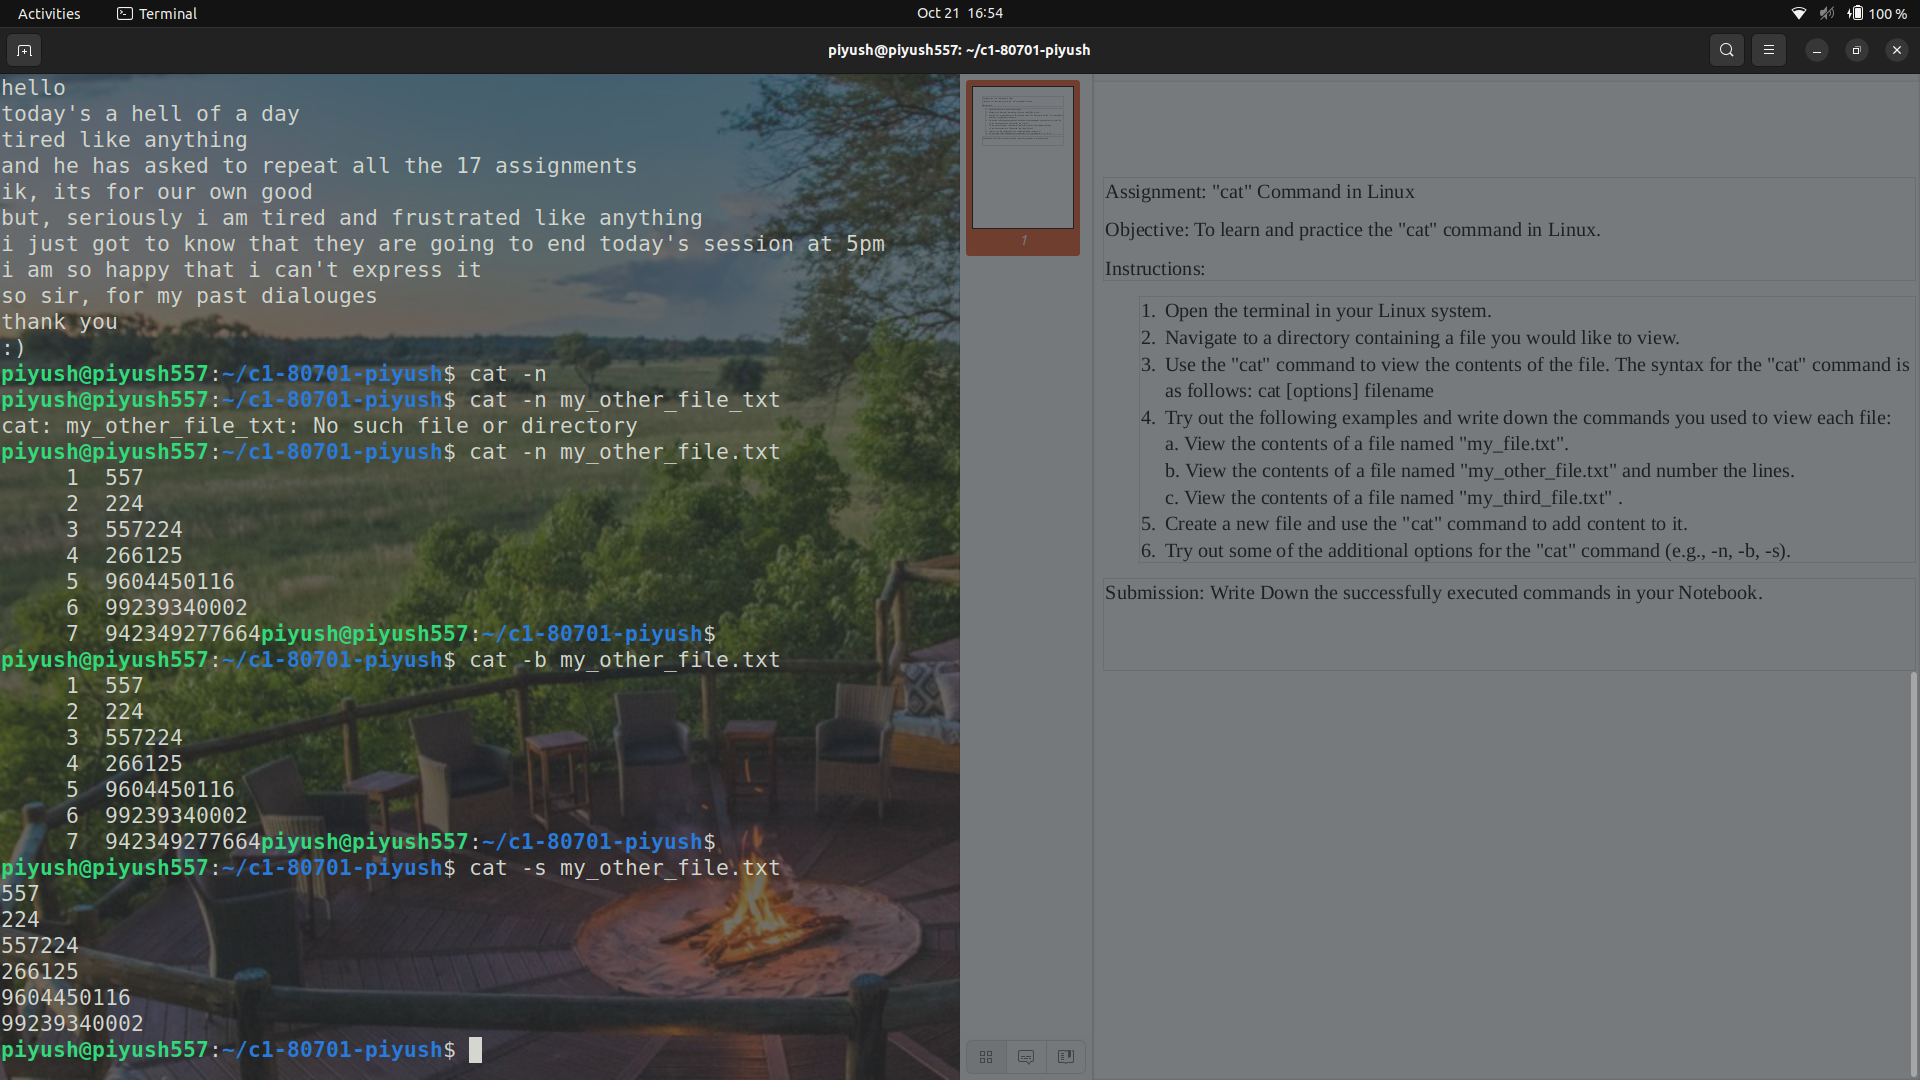 Activities
Terminal
Oct 21 16:54
100 %
piyush@piyush557: ~/c1-80701-piyush
hello
today's a hell of a day
tired like anything
and he has asked to repeat all the 17 assignments
ik, its for our own good
but, seriously i am tired and frustrated like anything
i just got to know that they are going to end today's session at 5pm
i am so happy that i can't express it
so sir, for my past dialouges
thank you
:)
piyush@piyush557:~/c1-80701-piyush$ cat -n
piyush@piyush557:~/c1-80701-piyush$ cat -n my_other_file_txt
cat: my_other_file_txt: No such file or directory
piyush@piyush557:~/c1-80701-piyush$ cat -n my_other_file.txt
1 557
2 224
3 557224
4 266125
5 9604450116
6 99239340002
7 942349277664piyush@piyush557:~/c1-80701-piyush$
piyush@piyush557:~/c1-80701-piyush$ cat -b my_other_file.txt
1 557
2 224
3 557224
4 266125
5 9604450116
6 99239340002
7 942349277664piyush@piyush557:~/c1-80701-piyush$
piyush@piyush557:~/c1-80701-piyush$ cat -s my_other_file.txt
557
224
557224
266125
9604450116
99239340002
piyush@piyush557:~/c1-80701-piyush$
1
Assignment: "cat" Command in Linux
Objective: To learn and practice the "cat" command in Linux.
Instructions:
1. Open the terminal in your Linux system.
2. Navigate to a directory containing a file you would like to view.
3. Use the "cat" command to view the contents of the file. The syntax for the "cat" command is
as follows: cat [options] filename
4. Try out the following examples and write down the commands you used to view each file:
a. View the contents of a file named "my_file.txt".
b. View the contents of a file named "my_other_file.txt" and number the lines.
c. View the contents of a file named "my_third_file.txt" .
5. Create a new file and use the "cat" command to add content to it.
6. Try out some of the additional options for the "cat" command (e.g., -n, -b, -s).
Submission: Write Down the successfully executed commands in your Notebook.